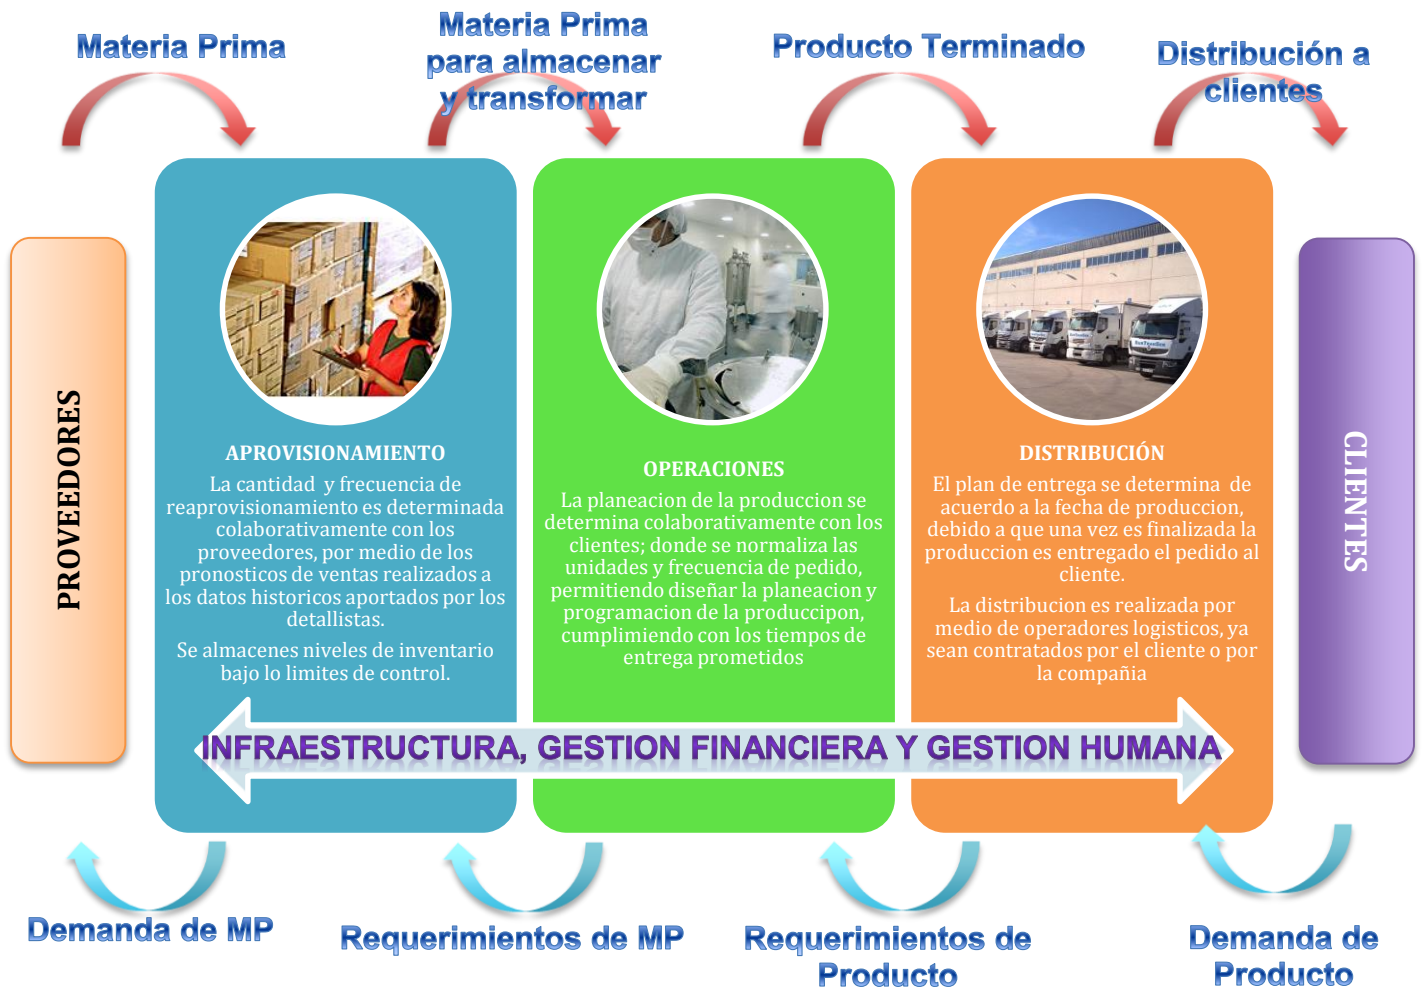 Materia Prima
Materia Prima
para almacenar
y transformar
Producto Terminado
Distribución a
clientes
PROVEEDORES
APROVISIONAMIENTO
La cantidad y frecuencia de
reaprovisionamiento es determinada
colaborativamente con los
proveedores, por medio de los
pronosticos de ventas realizados a
los datos historicos aportados por los
detallistas.
Se almacenes niveles de inventario
bajo lo limites de control.
OPERACIONES
La planeacion de la produccion se
determina colaborativamente con los
clientes; donde se normaliza las
unidades y frecuencia de pedido,
permitiendo diseñar la planeacion y
programacion de la produccipon,
cumplimiendo con los tiempos de
entrega prometidos
DISTRIBUCIÓN
El plan de entrega se determina de
acuerdo a la fecha de produccion,
debido a que una vez es finalizada la
produccion es entregado el pedido al
cliente.
La distribucion es realizada por
medio de operadores logisticos, ya
sean contratados por el cliente o por
la compañia
CLIENTES
INFRAESTRUCTURA, GESTION FINANCIERA Y GESTION HUMANA
Demanda de MP
Requerimientos de MP
Requerimientos de
Producto
Demanda de
Producto